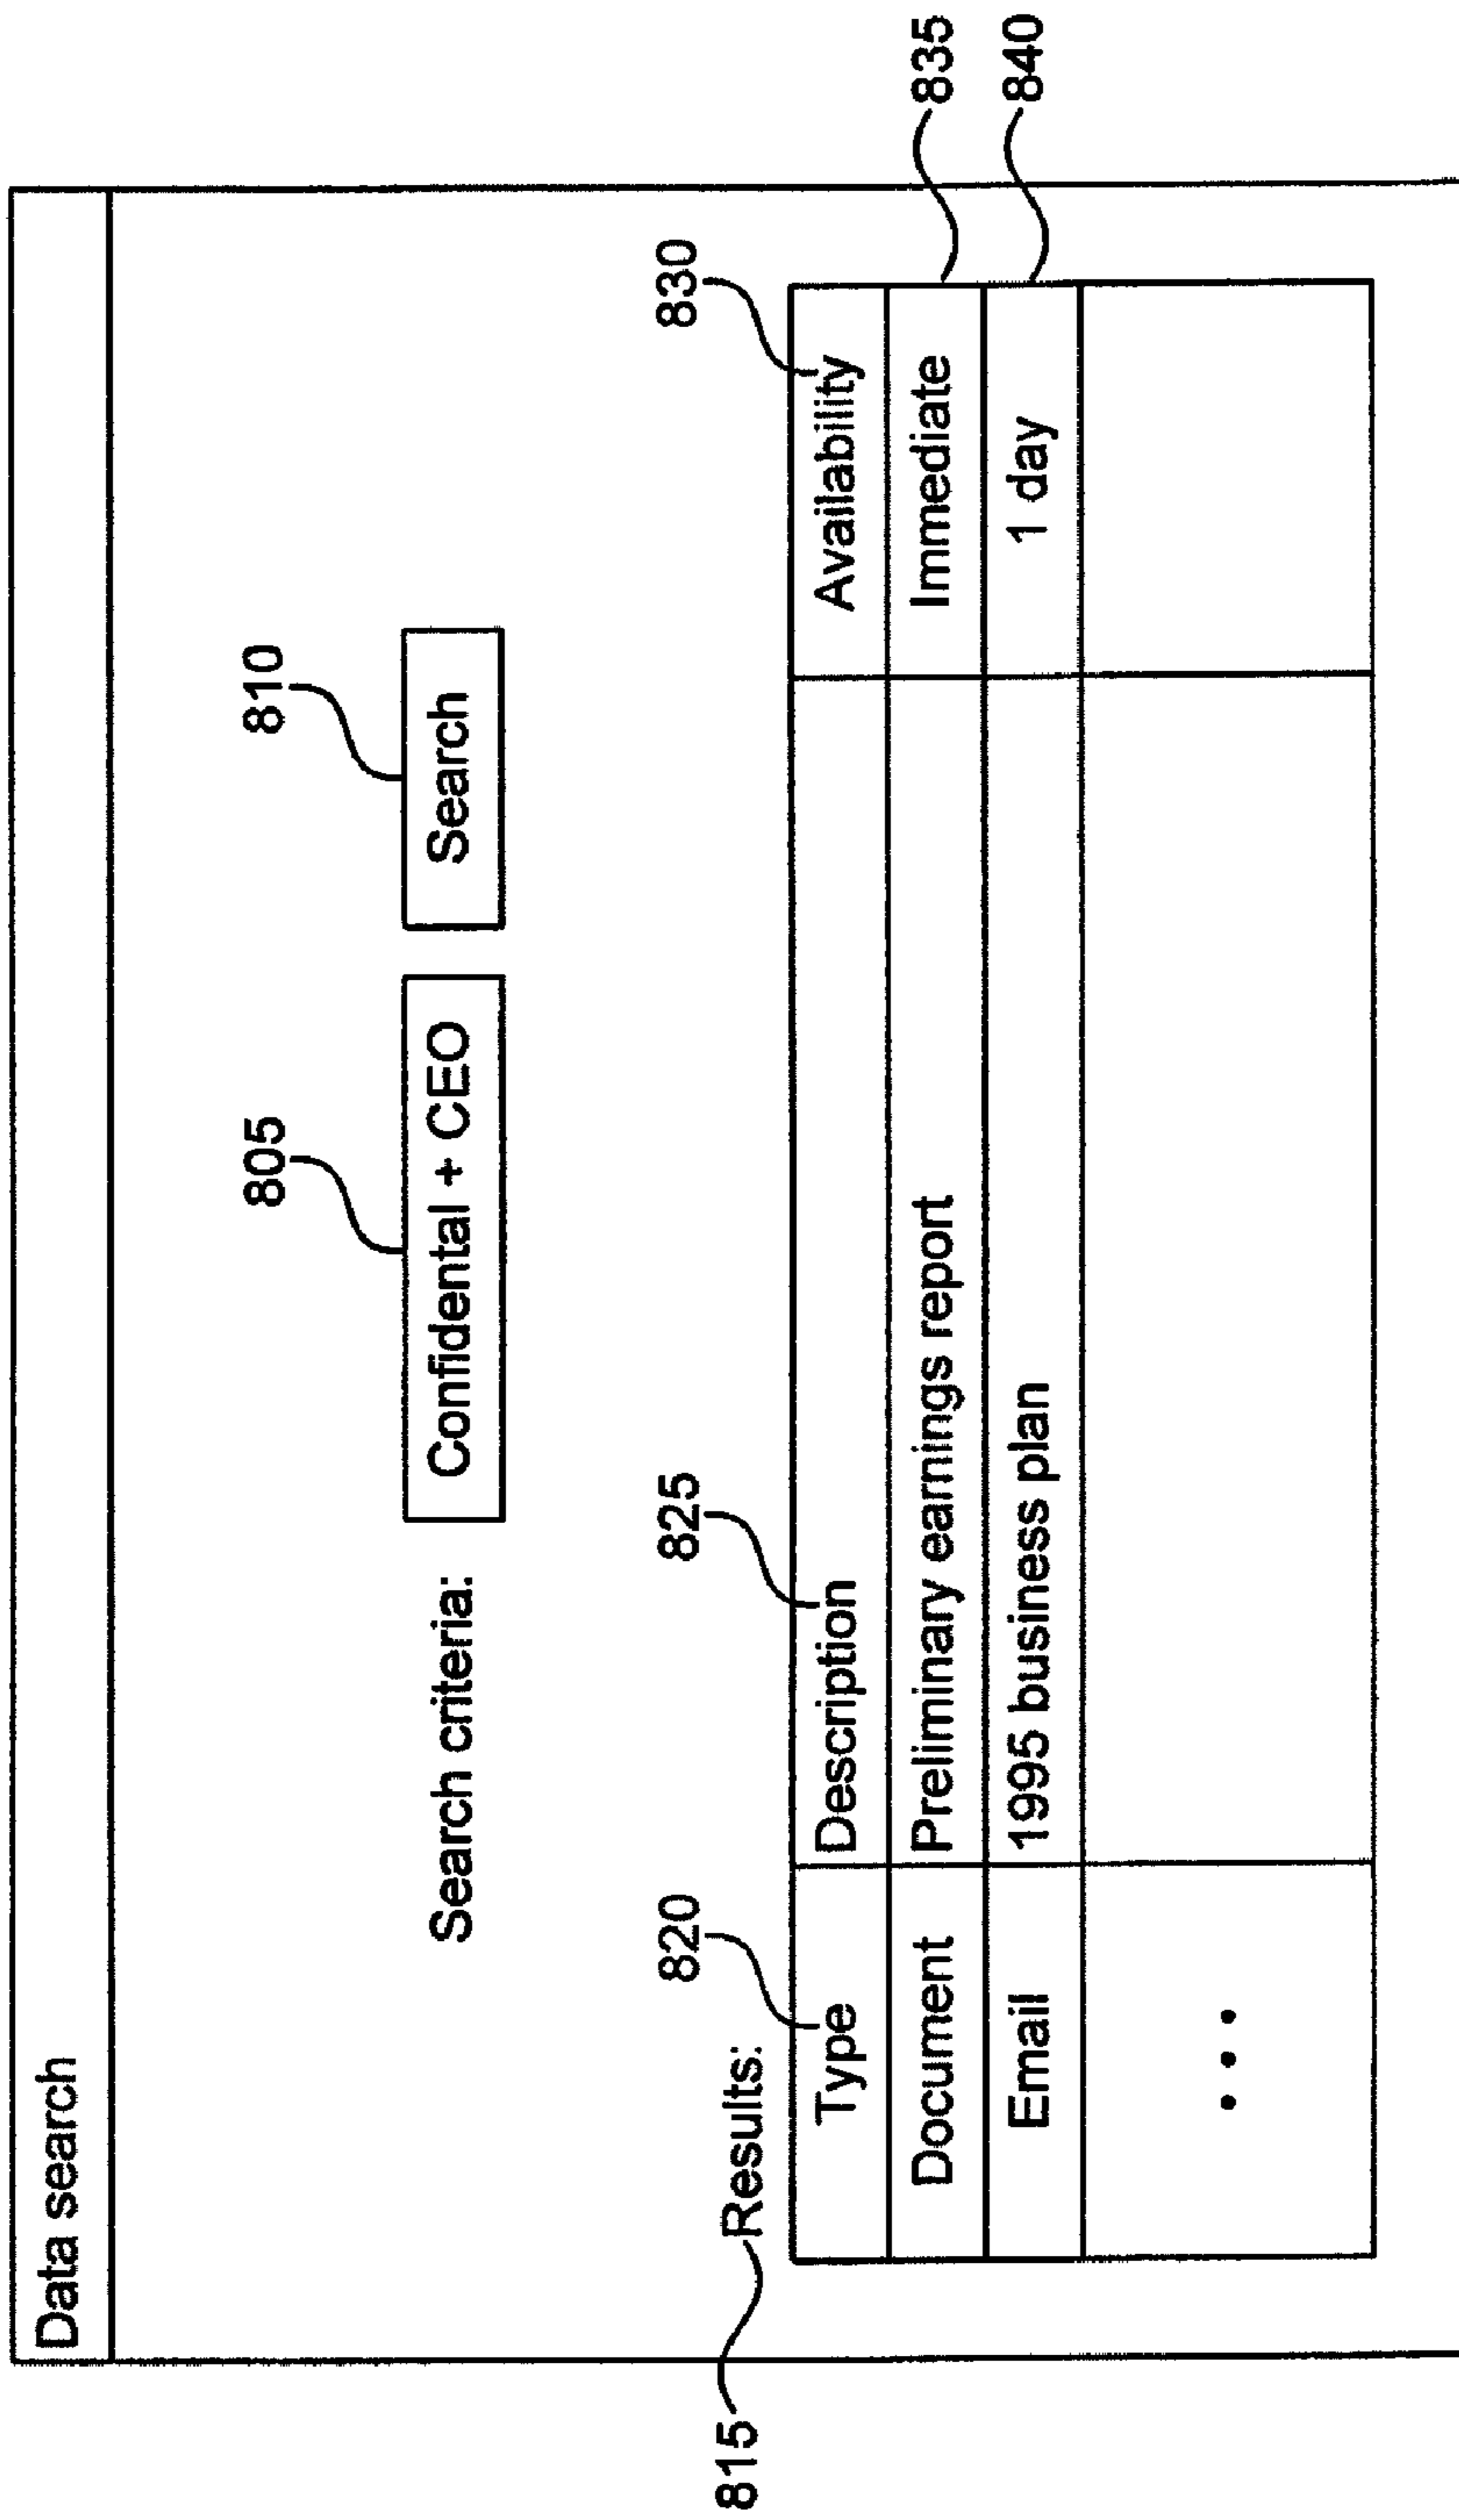 Data search
805
810
Search criteria:
Confidental + CEO
Search
815
Results:
820
825
830
Type
Description
Availability
Document
Preliminary earnings report
Immediate
835
Email
1995 business plan
1 day
840
...